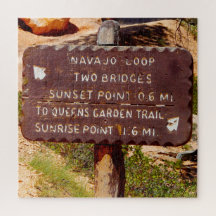 NAVAJO LOOP
TWO BRIDGES
SUNSET POINT 0.6 MI.
TO QUEENS GARDEN TRAIL
SUNRISE POINT 1.6 MI.